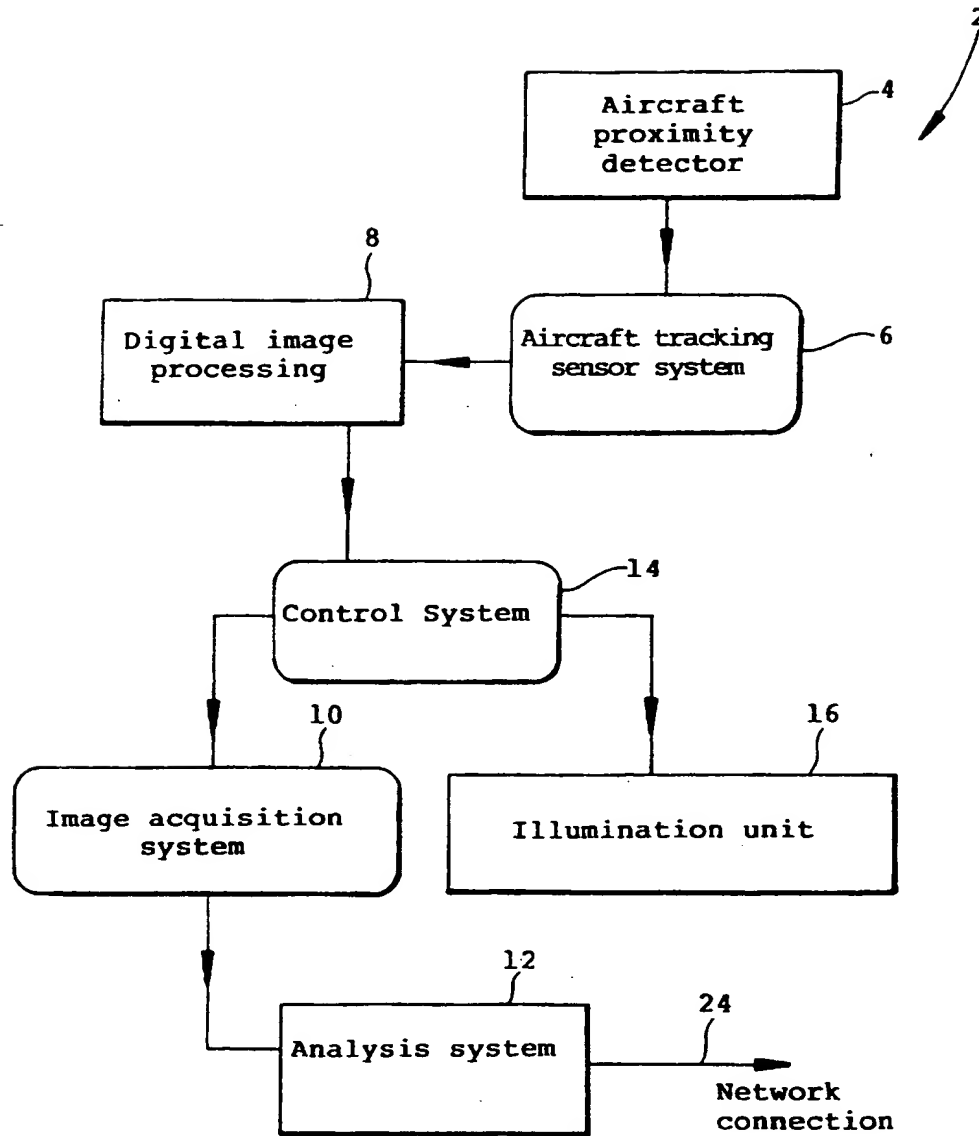 2
Aircraft
proximity
detector
4
8
Digital image
processing
Aircraft tracking
sensor system
6
Control System
14
10
Image acquisition
system
16
Illumination unit
12
Analysis system
24
Network
connection